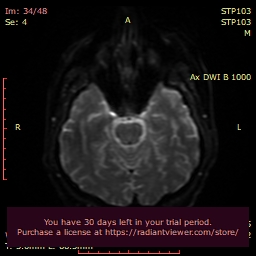 Im: 34/48
Se: 4
A
STP103
STP103
M
Ax DWI B 1000
R
L
You have 30 days left in your trial period.
Purchase a license at https://radiantviewer.com/store/